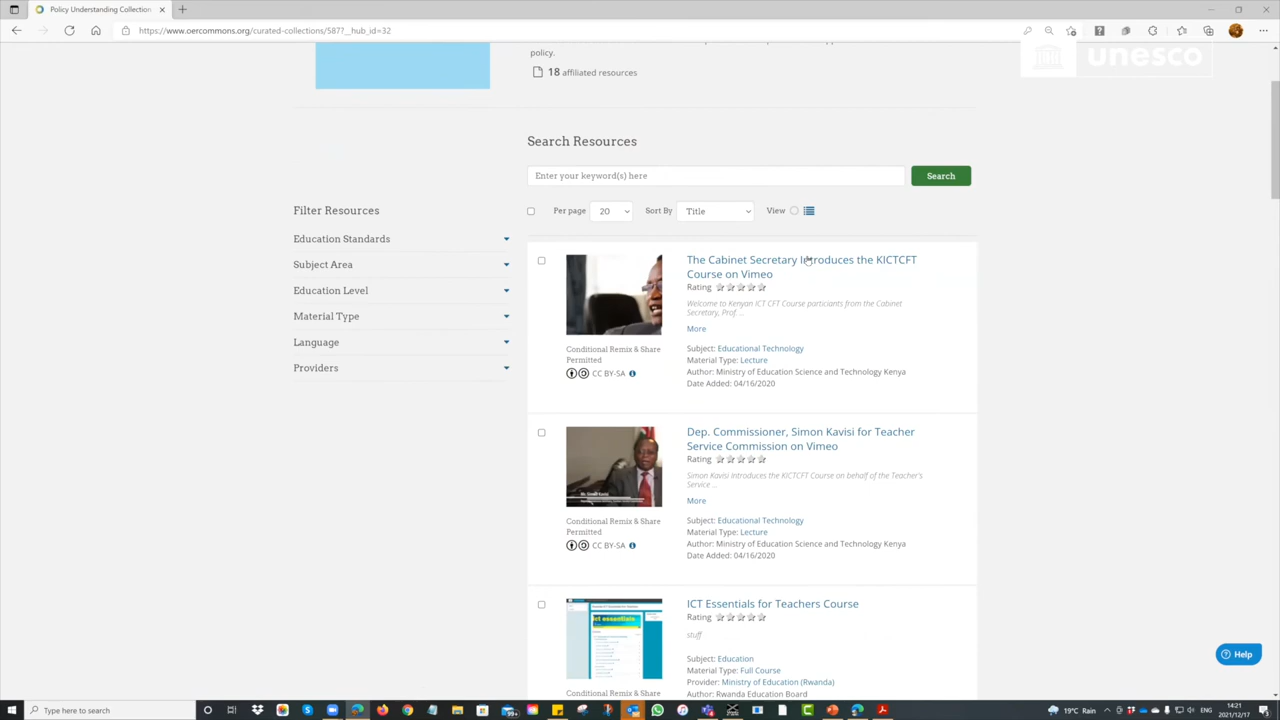 Policy Understanding Collection
https://www.oercommons.org/curated-collections/587?_hub_id=32
unesco
policy.
18 affiliated resources
Search Resources
Enter your keyword(s) here
Search
Per page 20 Sort By Title View
Filter Resources
Education Standards
Subject Area
Education Level
Material Type
Language
Providers
The Cabinet Secretary Introduces the KICTCFT
Course on Vimeo
Rating
Welcome to Kenyan ICT CFT Course participants from the Cabinet
Secretary, Prof. ...
More
Conditional Remix & Share
Permitted
CC BY-SA
Subject: Educational Technology
Material Type: Lecture
Author: Ministry of Education Science and Technology Kenya
Date Added: 04/16/2020
Dep. Commissioner, Simon Kavisi for Teacher
Service Commission on Vimeo
Rating
Simon Kavisi Introduces the KICTCFT Course on behalf of the Teacher's
Service ...
More
Conditional Remix & Share
Permitted
CC BY-SA
Subject: Educational Technology
Material Type: Lecture
Author: Ministry of Education Science and Technology Kenya
Date Added: 04/16/2020
ICT Essentials for Teachers Course
Rating
stuff
ict essentials
Subject: Education
Material Type: Full Course
Provider: Ministry of Education (Rwanda)
Author: Rwanda Education Board
Conditional Remix & Share
Help
Type here to search
19°C Rain
ENG
14:21
2021/12/17